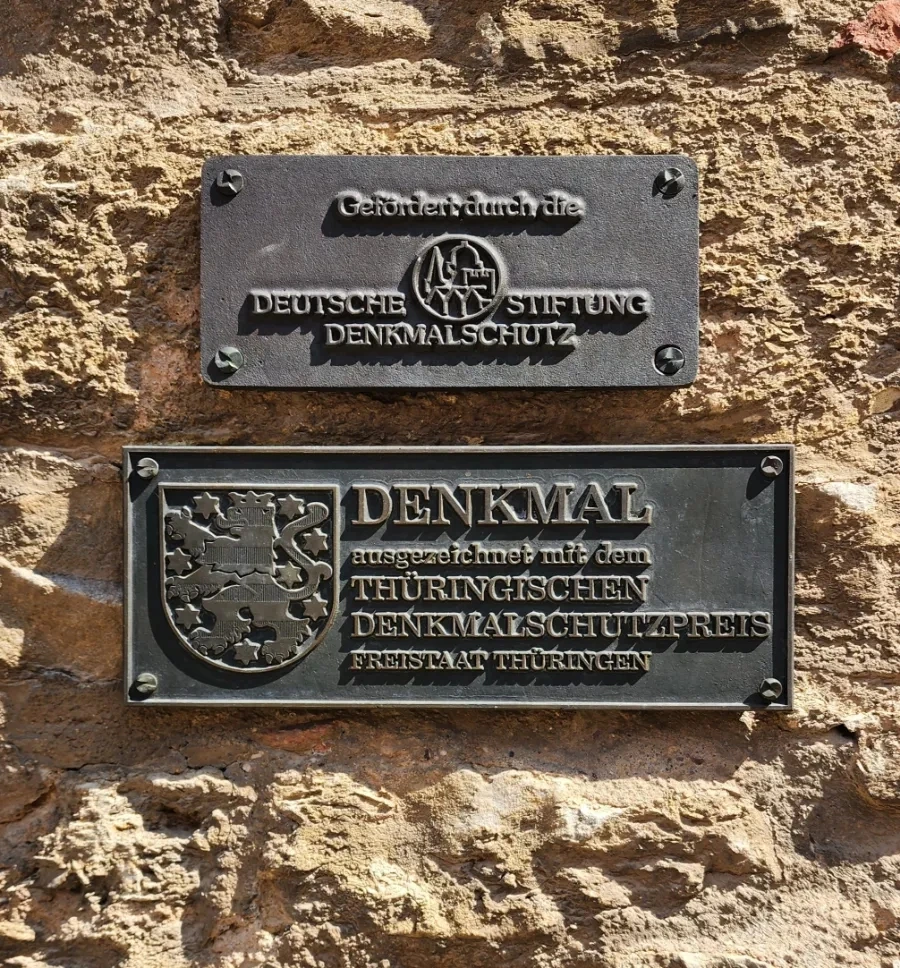 Gefördert durch die
DEUTSCHE STIFTUNG
DENKMALSCHUTZ
DENKMAL
ausgezeichnet mit dem
THÜRINGISCHEN
DENKMALSCHUTZPREIS
FREISTAAT THÜRINGEN